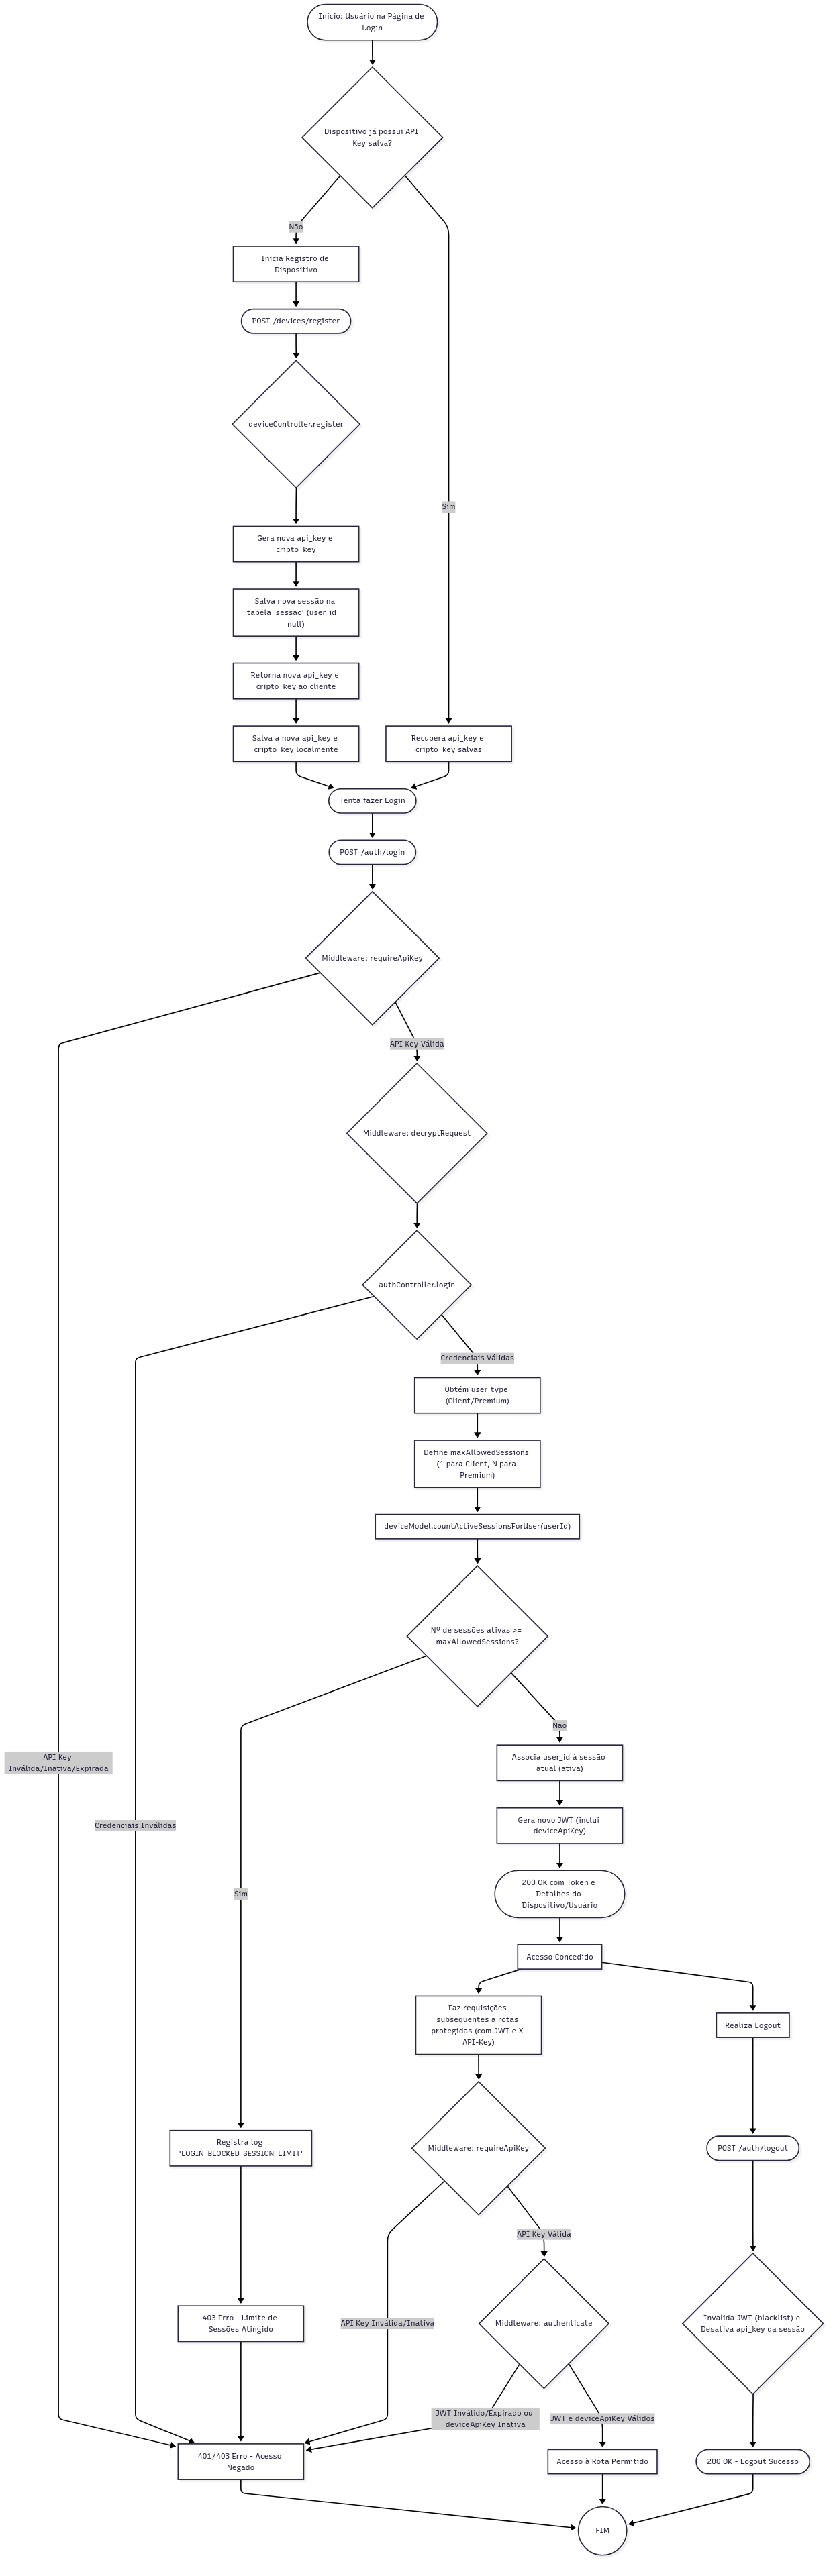 Início: Usuário na Página de
Login
Dispositivo já possui API
Key salva?
Não
Inicia Registro de
Dispositivo
POST /devices/register
deviceController.register
Sim
Gera nova api_key e
cripto_key
Salva nova sessão na
tabela 'sessao' (user_id =
null)
Retorna nova api_key e
cripto_key ao cliente
Salva a nova api_key e
cripto_key localmente
Recupera api_key e
cripto_key salvas
Tenta fazer Login
POST /auth/login
Middleware: requireApiKey
API Key Válida
Middleware: decryptRequest
authController.login
Credenciais Válidas
Obtém user_type
(Client/Premium)
Define maxAllowedSessions
(1 para Client, N para
Premium)
deviceModel.countActiveSessionsForUser(userId)
Nº de sessões ativas >=
maxAllowedSessions?
Não
Associa user_id à sessão
atual (ativa)
API Key
Inválida/Inativa/Expirada
Credenciais Inválidas
Gera novo JWT (inclui
deviceApiKey)
Sim
200 OK com Token e
Detalhes do
Dispositivo/Usuário
Acesso Concedido
Faz requisições
subsequentes a rotas
protegidas (com JWT e X-
API-Key)
Realiza Logout
Registra log
'LOGIN_BLOCKED_SESSION_LIMIT'
Middleware: requireApiKey
POST /auth/logout
API Key Válida
403 Erro - Limite de
Sessões Atingido
API Key Inválida/Inativa
Middleware: authenticate
Invalida JWT (blacklist) e
Desativa api_key da sessão
JWT Inválido/Expirado ou
deviceApiKey Inativa
JWT e deviceApiKey Válidos
401/403 Erro - Acesso
Negado
Acesso à Rota Permitido
200 OK - Logout Sucesso
FIM